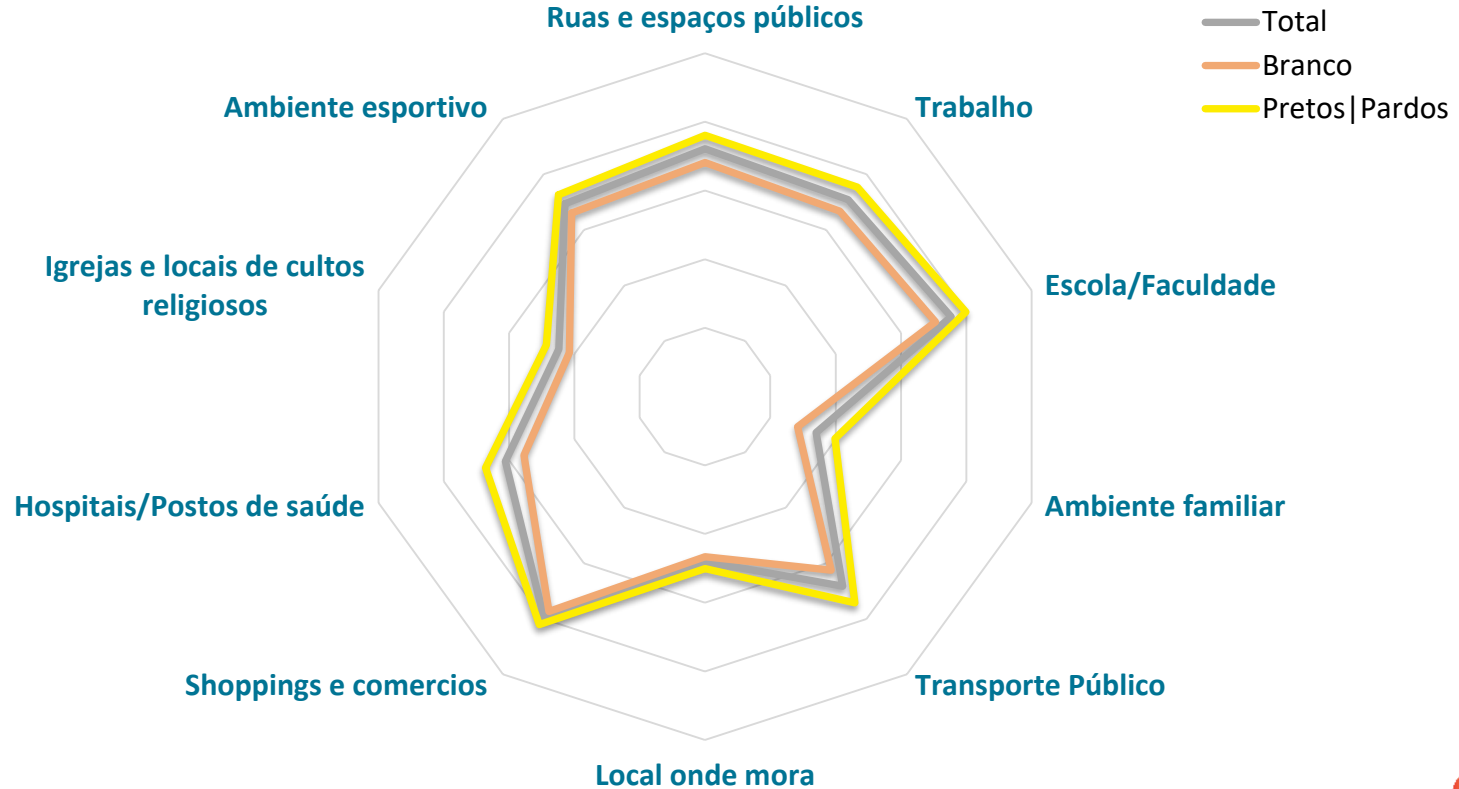 Ruas e espaços públicos
Total
Branco
Pretos|Pardos
Ambiente esportivo
Trabalho
Igrejas e locais de cultos
religiosos
Escola/Faculdade
Hospitais/Postos de saúde
Ambiente familiar
Shoppings e comercios
Transporte Público
Local onde mora